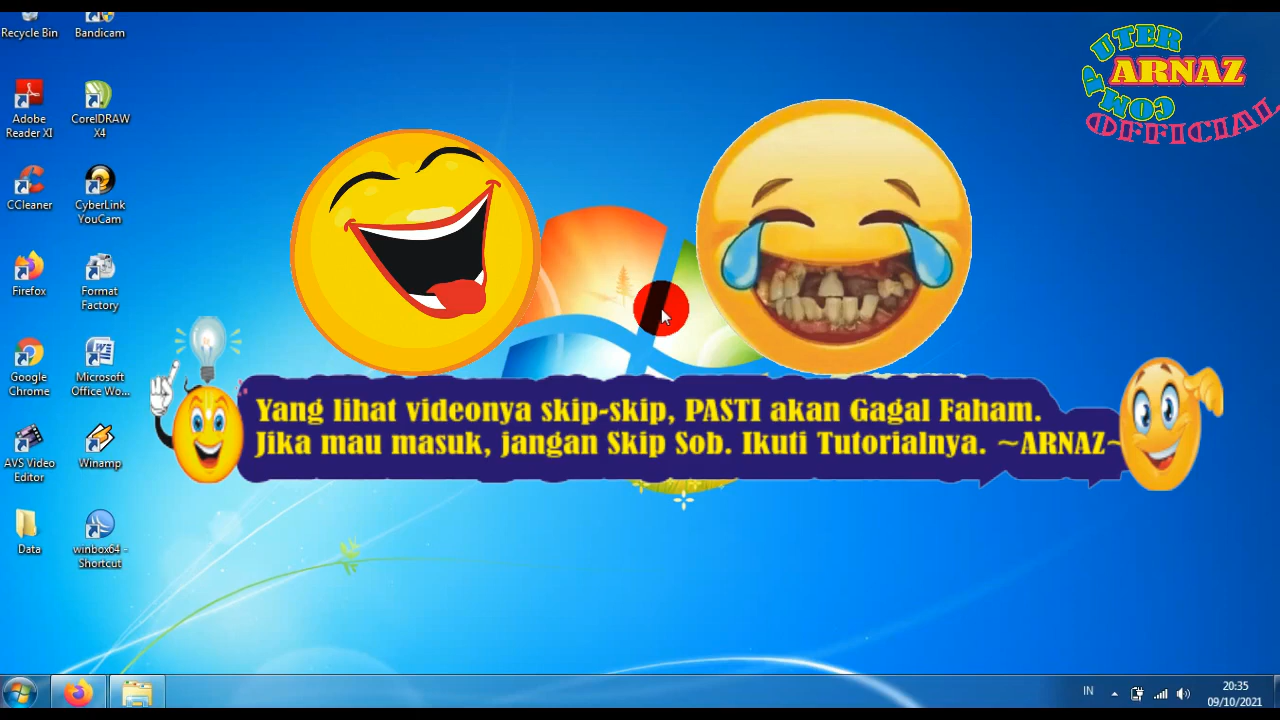 Recycle Bin
Bandicam
Adobe
Reader XI
CorelDRAW
X4
CCleaner
CyberLink
YouCam
Firefox
Format
Factory
Google
Chrome
Microsoft
Office Wo...
AVS Video
Editor
Winamp
Data
winbox64 -
Shortcut
COMPUTER
ARNAZ
OFFICIAL
Yang lihat videonya skip-skip, PASTI akan Gagal Faham.
Jika mau masuk, jangan Skip Sob. Ikuti Tutorialnya. ~ARNAZ~
IN
20:35
09/10/2021